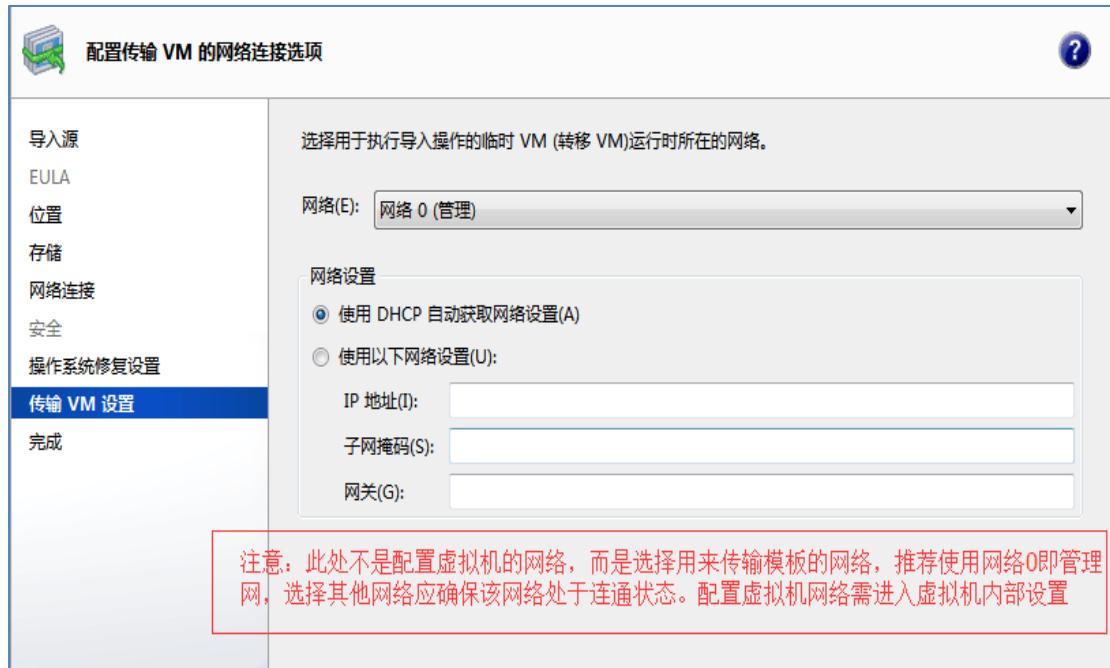 配置传输 VM 的网络连接选项
?
导入源
EULA
位置
存储
网络连接
安全
操作系统修复设置
传输 VM 设置
完成
选择用于执行导入操作的临时 VM (转移 VM)运行时所在的网络。
网络(E): 网络 0 (管理)
网络设置
使用 DHCP 自动获取网络设置(A)
使用以下网络设置(U):
IP 地址(I):
子网掩码(S):
网关(G):
注意：此处不是配置虚拟机的网络，而是选择用来传输模板的网络，推荐使用网络0即管理
网，选择其他网络应确保该网络处于连通状态。配置虚拟机网络需进入虚拟机内部设置